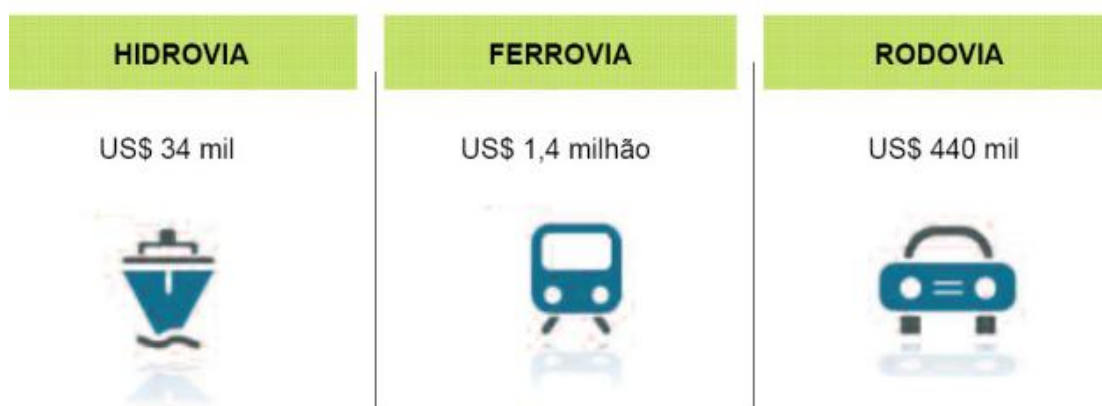 HIDROVIA
FERROVIA
RODOVIA
US$ 34 mil
US$ 1,4 milhão
US$ 440 mil